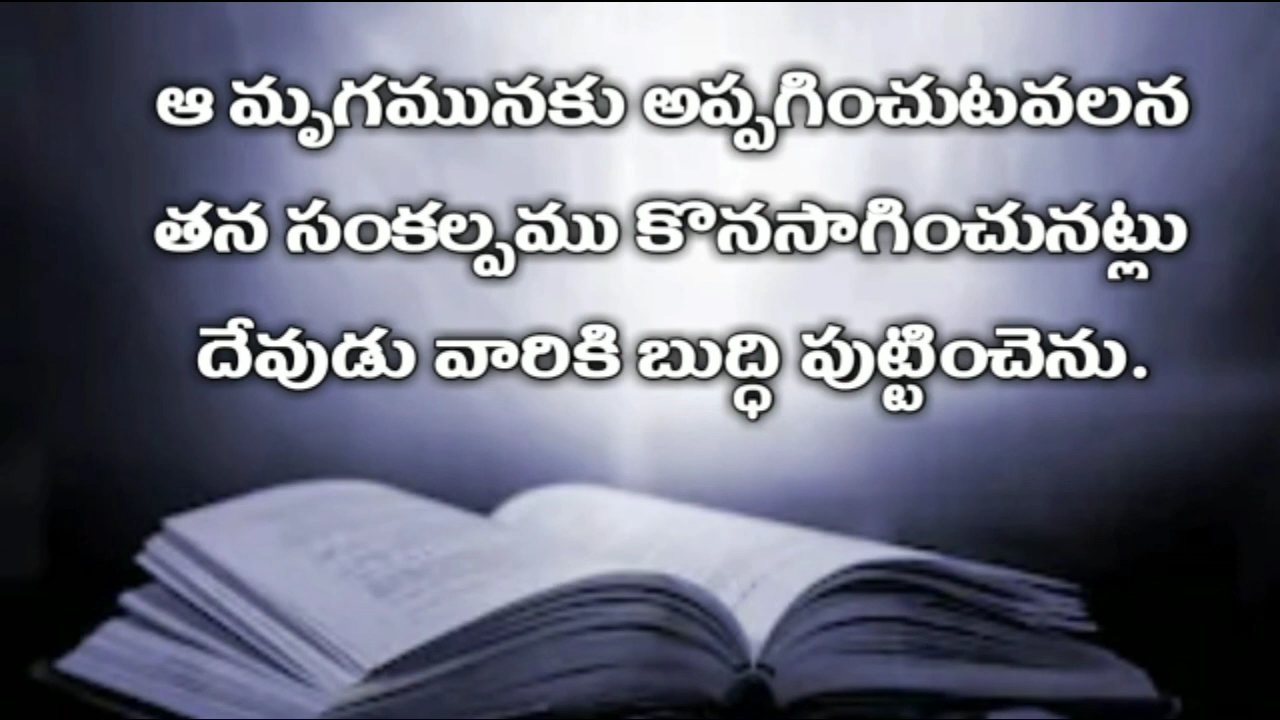 ఆ మృగమునకు అప్పగించుటవలన
తన సంకల్పము కొనసాగించునట్లు
దేవుడు వారికి బుద్ధి పుట్టించెను.